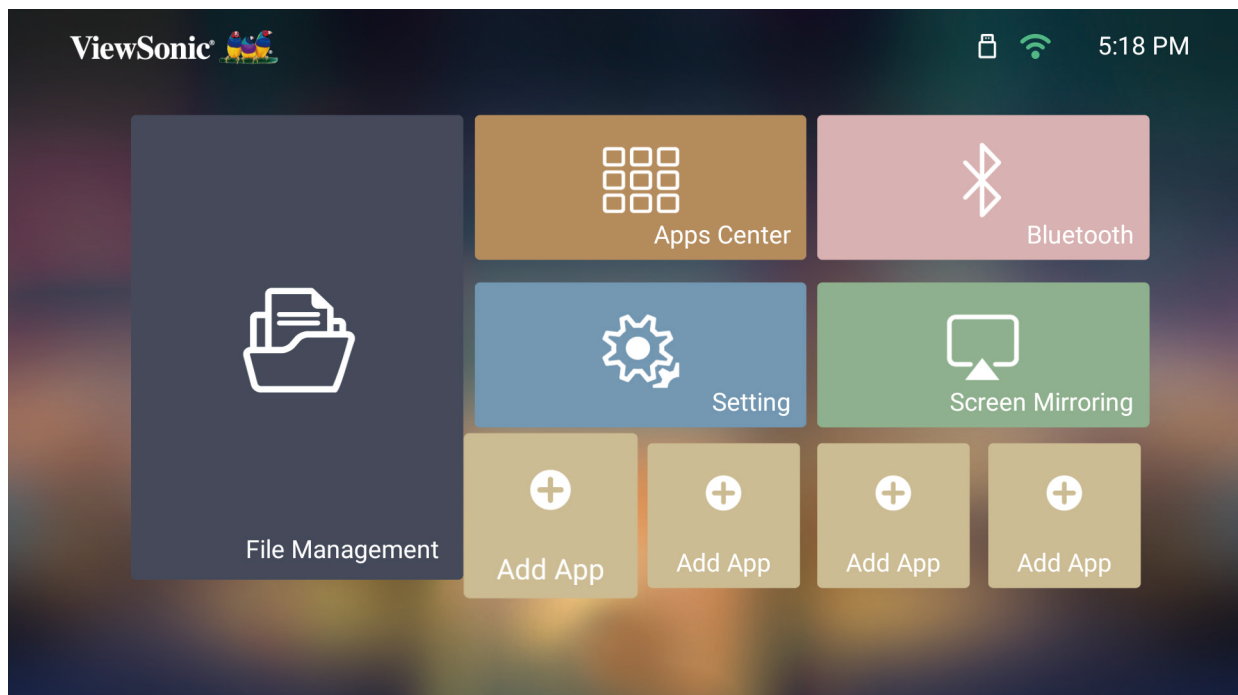 ViewSonic®
5:18 PM
Apps Center
Bluetooth
Setting
Screen Mirroring
File Management
Add App
Add App
Add App
Add App